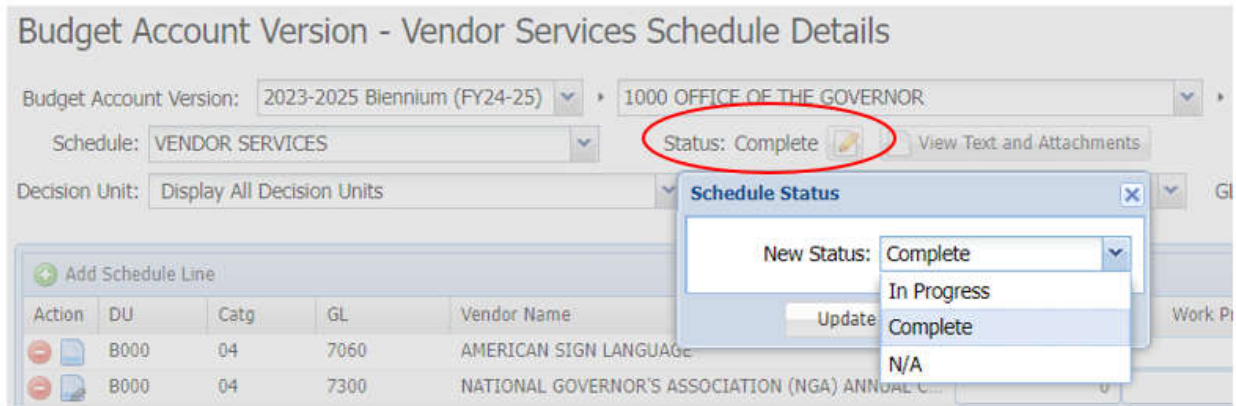 Budget Account Version - Vendor Services Schedule Details
Budget Account Version: 2023-2025 Biennium (FY24-25) 1000 OFFICE OF THE GOVERNOR
Schedule: VENDOR SERVICES Status: Complete View Text and Attachments
Decision Unit: Display All Decision Units
Schedule Status
New Status: Complete
In Progress
Complete
N/A
Update
Add Schedule Line
Action DU Catg GL Vendor Name
B000 04 7060 AMERICAN SIGN LANGUAGE
B000 04 7300 NATIONAL GOVERNOR'S ASSOCIATION (NGA) ANNUAL C... 0